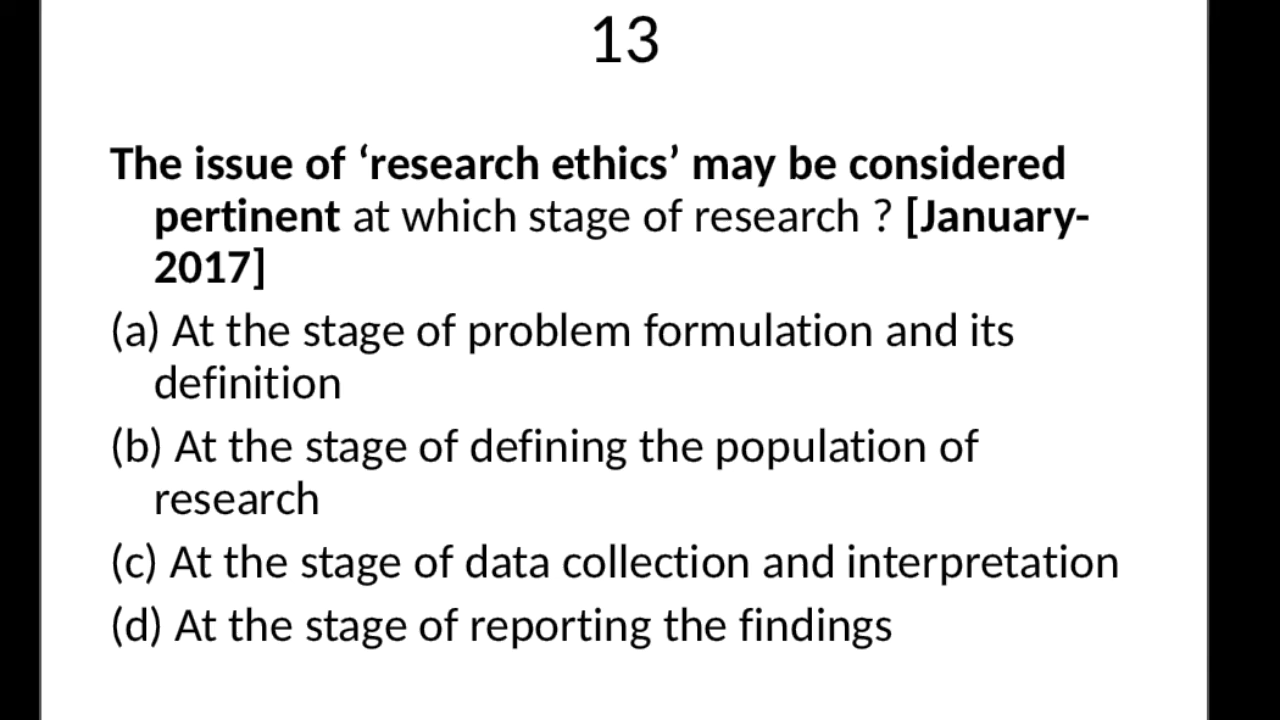 13
The issue of ‘research ethics’ may be considered
pertinent at which stage of research ? [January-
2017]
(a) At the stage of problem formulation and its
definition
(b) At the stage of defining the population of
research
(c) At the stage of data collection and interpretation
(d) At the stage of reporting the findings